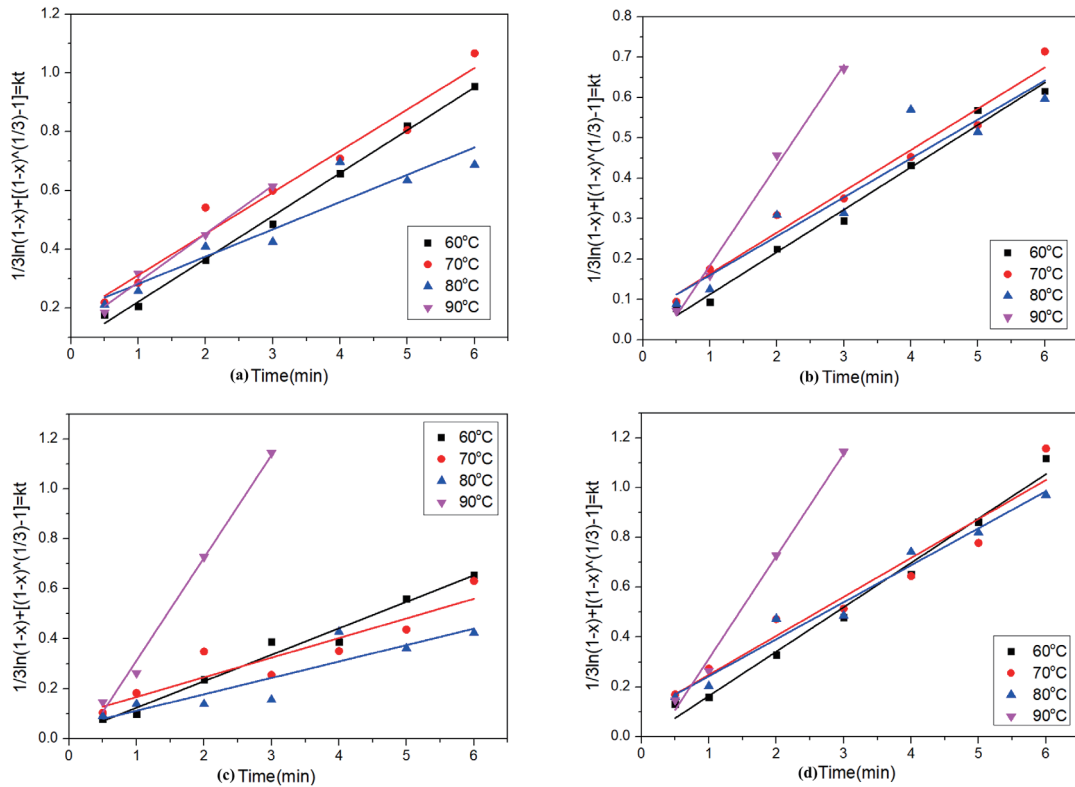 1.2
1.0
0.8
0.6
0.4
0.2
1/3ln(1-x)+[(1-x)^(1/3)-1]=kt
60°C
70°C
80°C
90°C
0 1 2 3 4 5 6
(a) Time(min)
0.8
0.7
0.6
0.5
0.4
0.3
0.2
0.1
0.0
1/3ln(1-x)+[(1-x)^(1/3)-1]=kt
60°C
70°C
80°C
90°C
0 1 2 3 4 5 6
(b) Time(min)
1.2
1.0
0.8
0.6
0.4
0.2
0.0
1/3ln(1-x)+[(1-x)^(1/3)-1]=kt
60°C
70°C
80°C
90°C
0 1 2 3 4 5 6
(c) Time(min)
1.2
1.0
0.8
0.6
0.4
0.2
0.0
1/3ln(1-x)+[(1-x)^(1/3)-1]=kt
60°C
70°C
80°C
90°C
0 1 2 3 4 5 6
(d)Time(min)